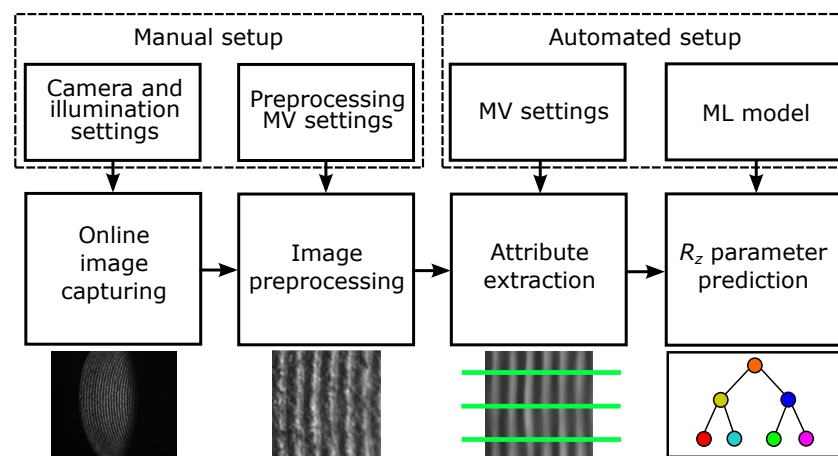 Manual setup
Automated setup
Camera and
illumination
settings
Preprocessing
MV settings
MV settings
ML model
Online
image
capturing
Image
preprocessing
Attribute
extraction
R_z parameter
prediction